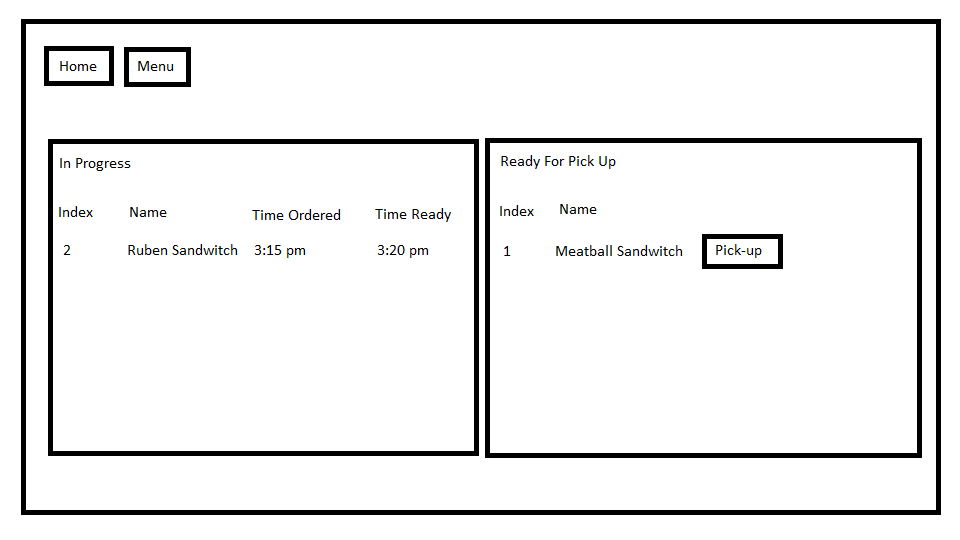 Home Menu
In Progress
Index Name Time Ordered Time Ready
2 Ruben Sandwitch 3:15 pm 3:20 pm
Ready For Pick Up
Index Name
1 Meatball Sandwitch Pick-up